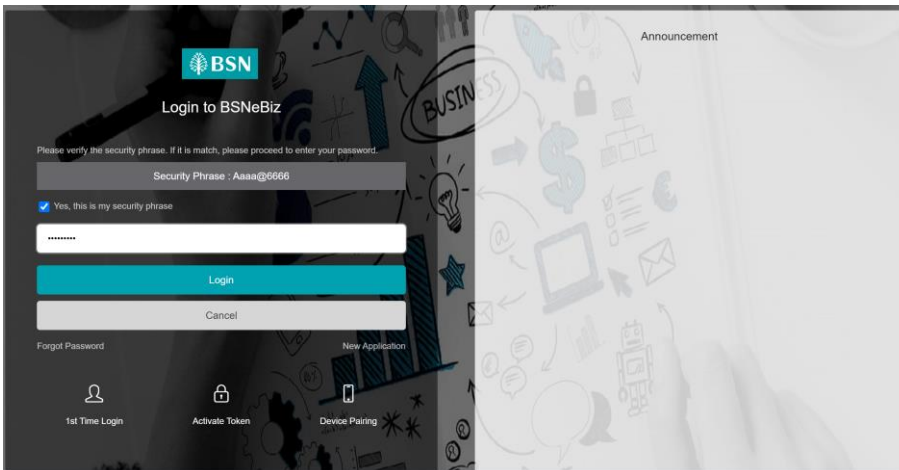 BSN
Login to BSNeBiz
Please verify the security phrase. If it is match, please proceed to enter your password.
Security Phrase : Aaaa@6666
Yes, this is my security phrase
Login
Cancel
Forgot Password
New Application
1st Time Login
Activate Token
Device Pairing
BUSINESS
Announcement